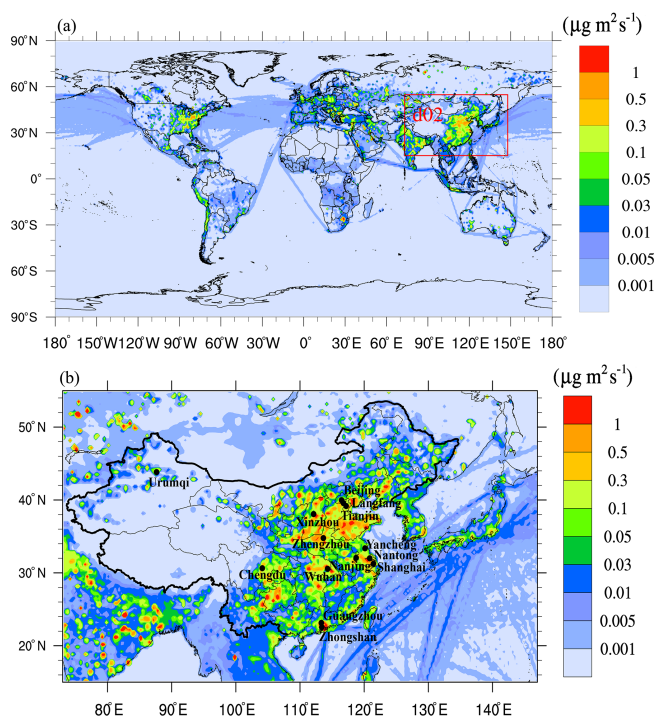 (a)
(µg m² s⁻¹)
90°N
60°N
30°N
0°
30°S
60°S
90°S
d02
180° 150°W 120°W 90°W 60°W 30°W 0° 30°E 60°E 90°E 120°E 150°E 180°
1
0.5
0.3
0.1
0.05
0.03
0.01
0.005
0.001
(b)
(µg m² s⁻¹)
50°N
40°N
30°N
20°N
Urumqi
Beijing
Langfang
Tianjin
Xinzhou
Zhengzhou
Yancheng
Nantong
Nanjing
Shanghai
Chengdu
Wuhan
Guangzhou
Zhongshan
80°E 90°E 100°E 110°E 120°E 130°E 140°E
1
0.5
0.3
0.1
0.05
0.03
0.01
0.005
0.001